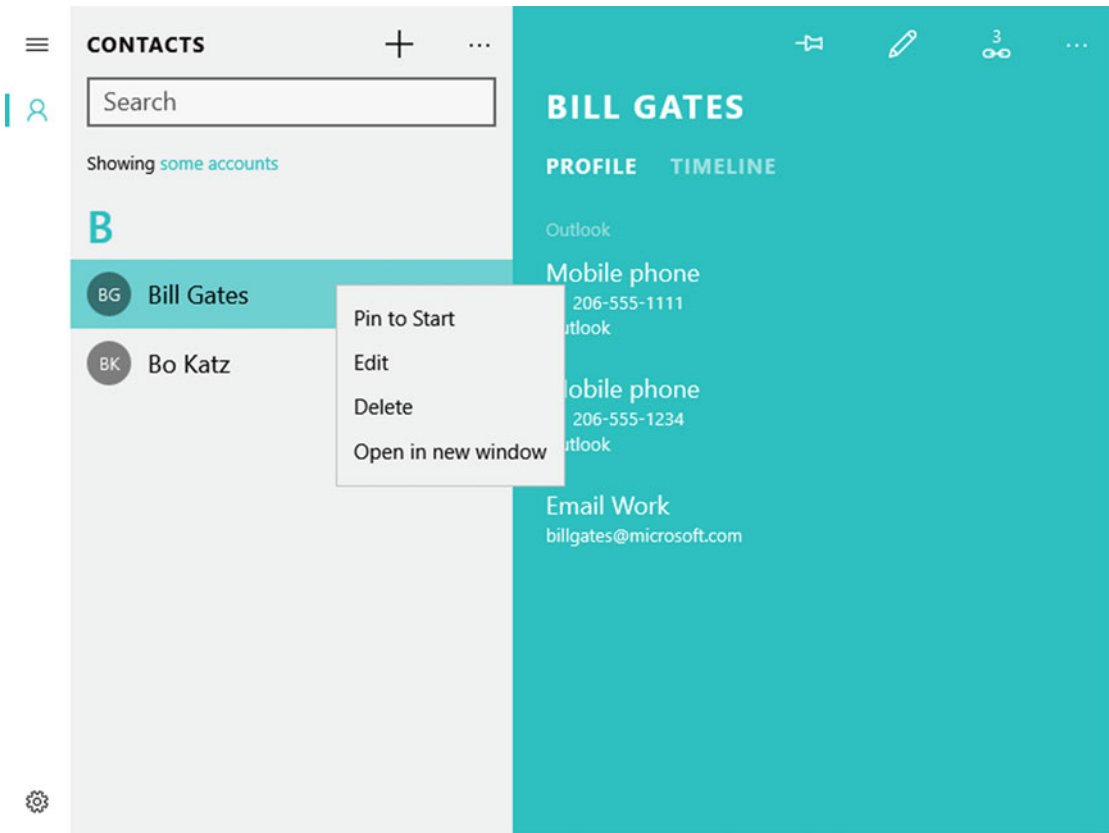 CONTACTS
...
Search
Showing some accounts
B
BG Bill Gates
BK Bo Katz
Pin to Start
Edit
Delete
Open in new window
3
...
BILL GATES
PROFILE TIMELINE
Outlook
Mobile phone
206-555-1111
tlook
obile phone
206-555-1234
tlook
Email Work
billgates@microsoft.com